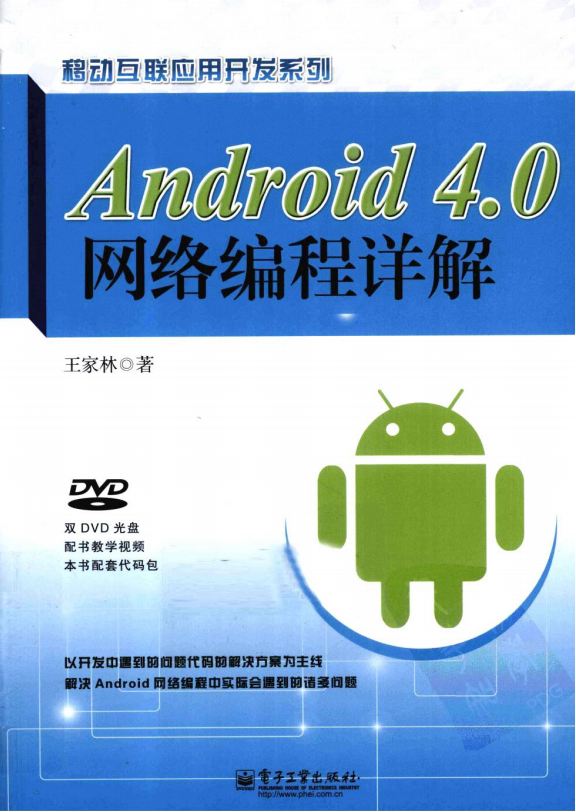 移动互联应用开发系列
Android 4.0
网络编程详解
王家林◎著
DVD
双 DVD 光盘
配书教学视频
本书配套代码包
以开发中遇到的问题代码的解决方案为主线
解决 Android 网络编程中实际会遇到的诸多问题
電子工業出版社·
PUBLISHING HOUSE OF ELECTRONICS INDUSTRY
http://www.phei.com.cn